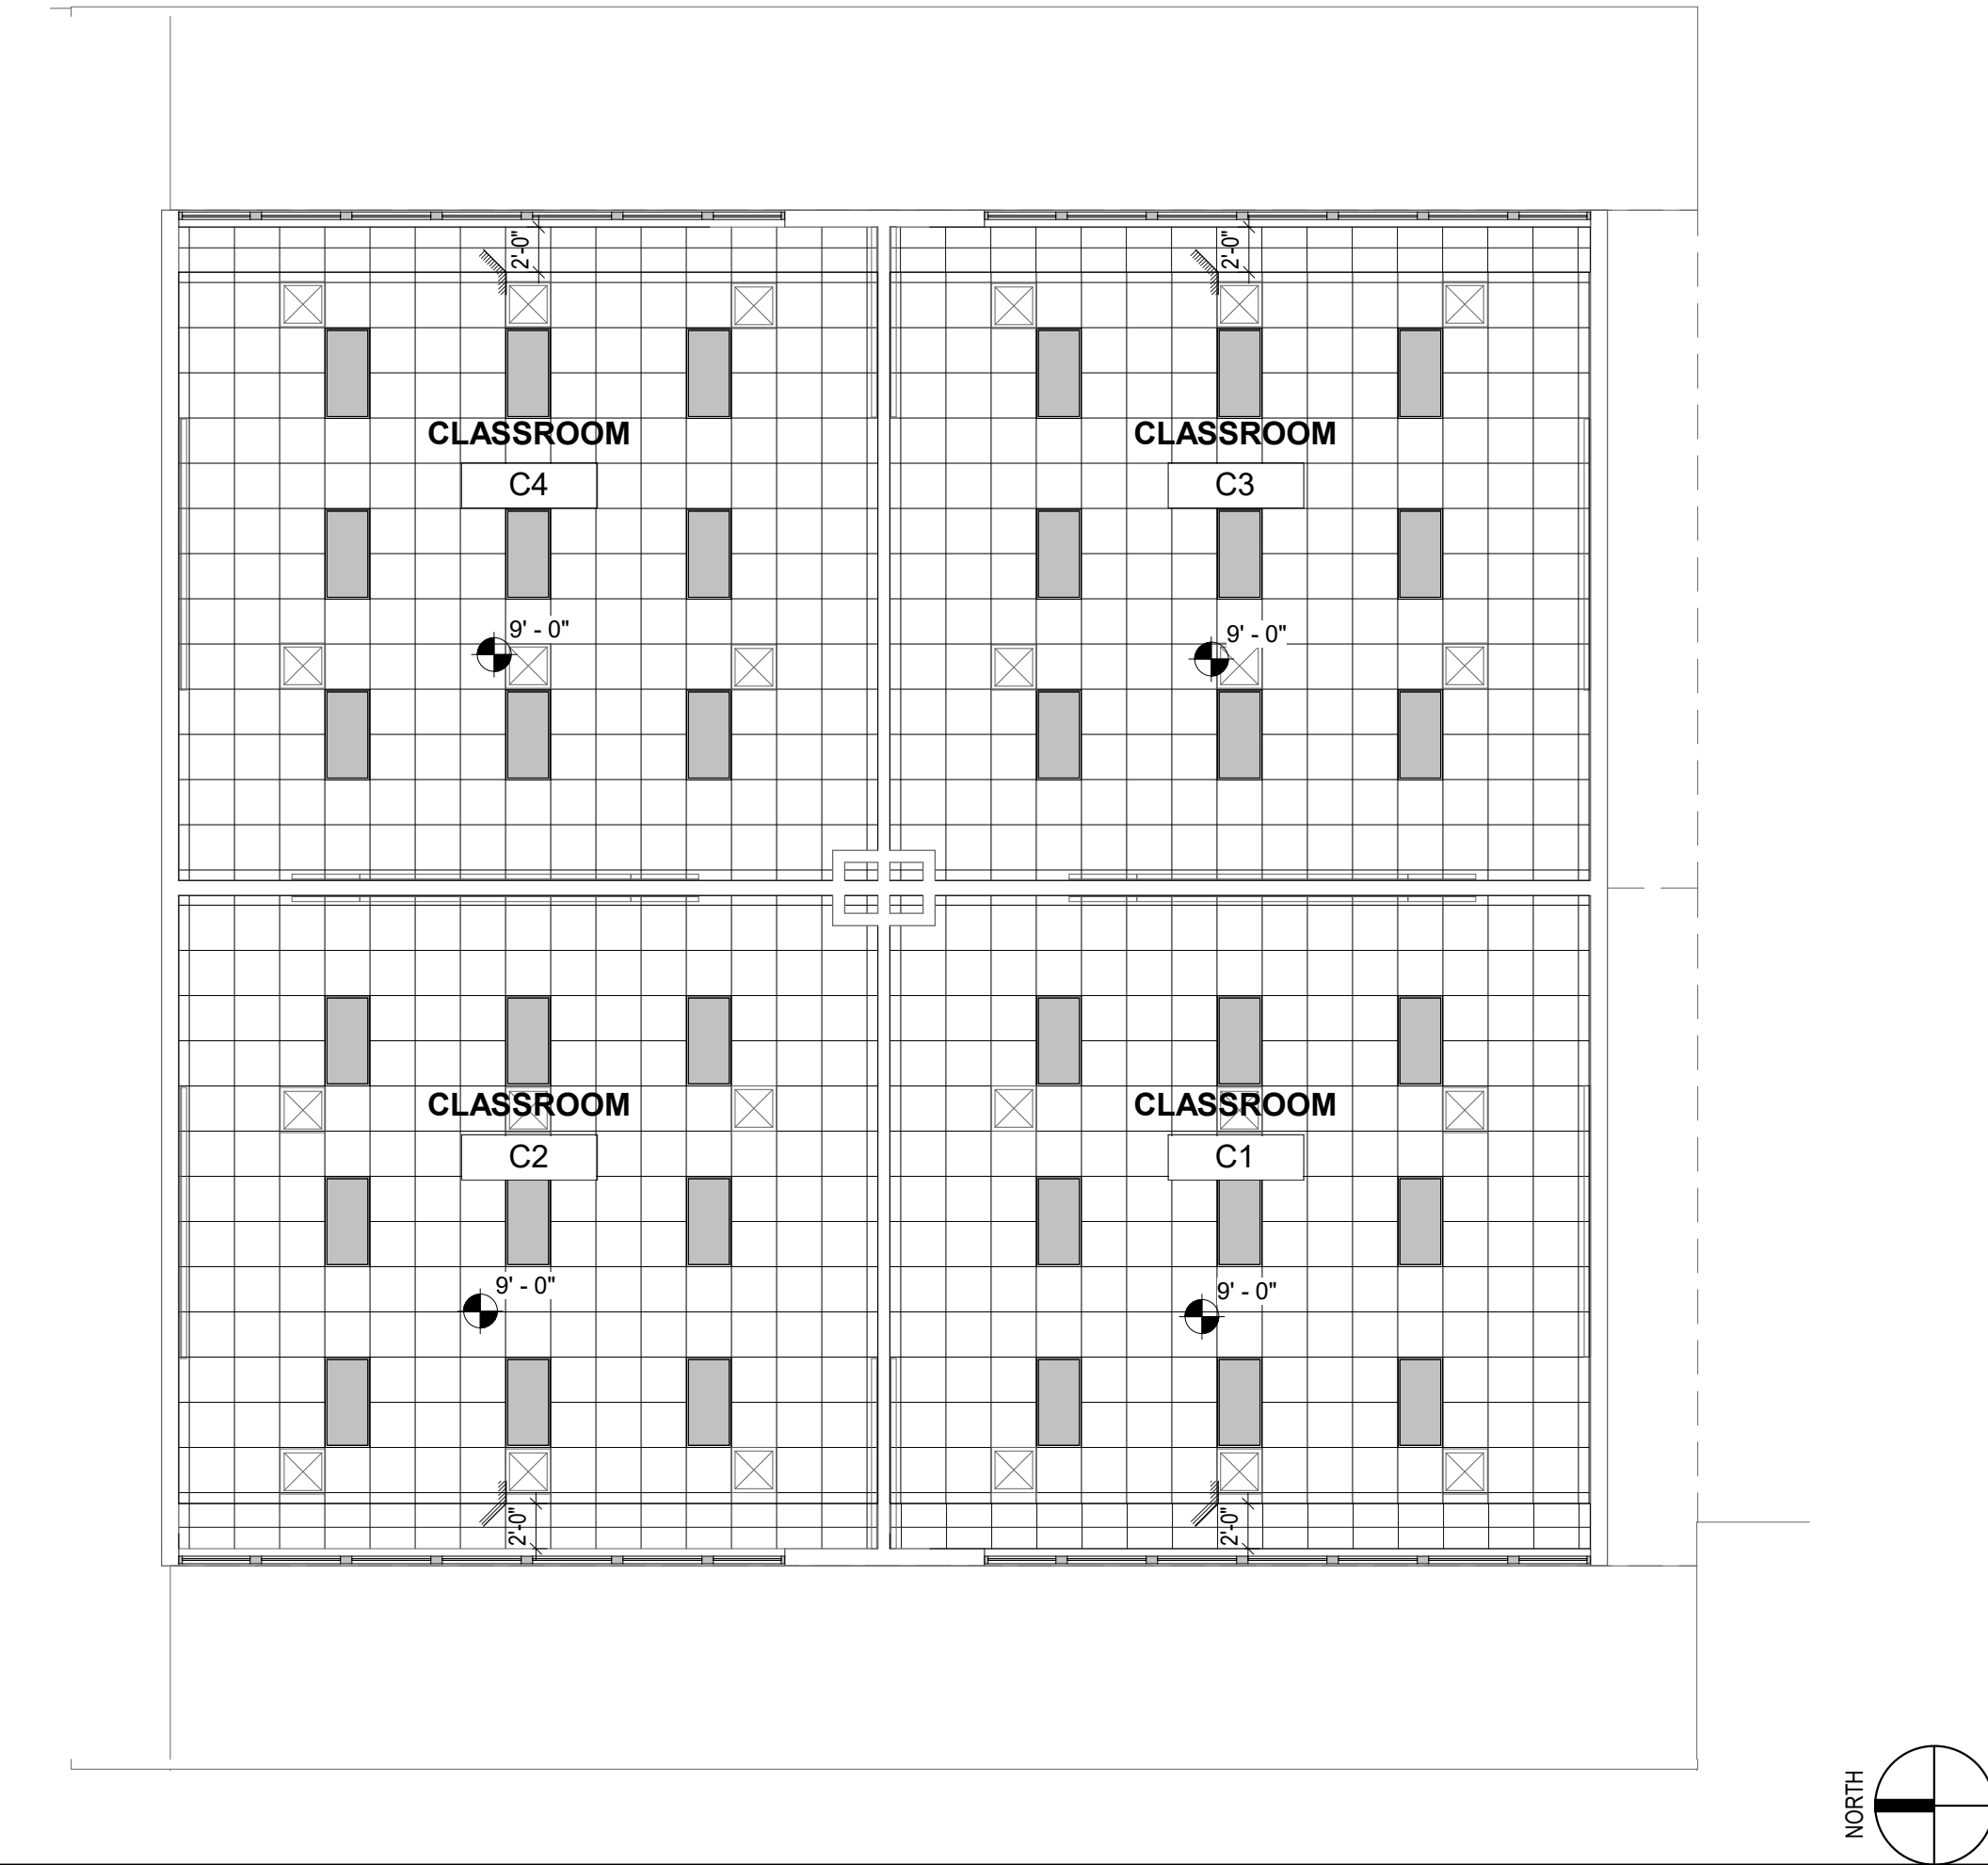 2'-0"
2'-0"
CLASSROOM
C4
CLASSROOM
C3
9' - 0"
9' - 0"
CLASSROOM
C2
CLASSROOM
C1
9' - 0"
9' - 0"
2'-0"
2'-0"
NORTH